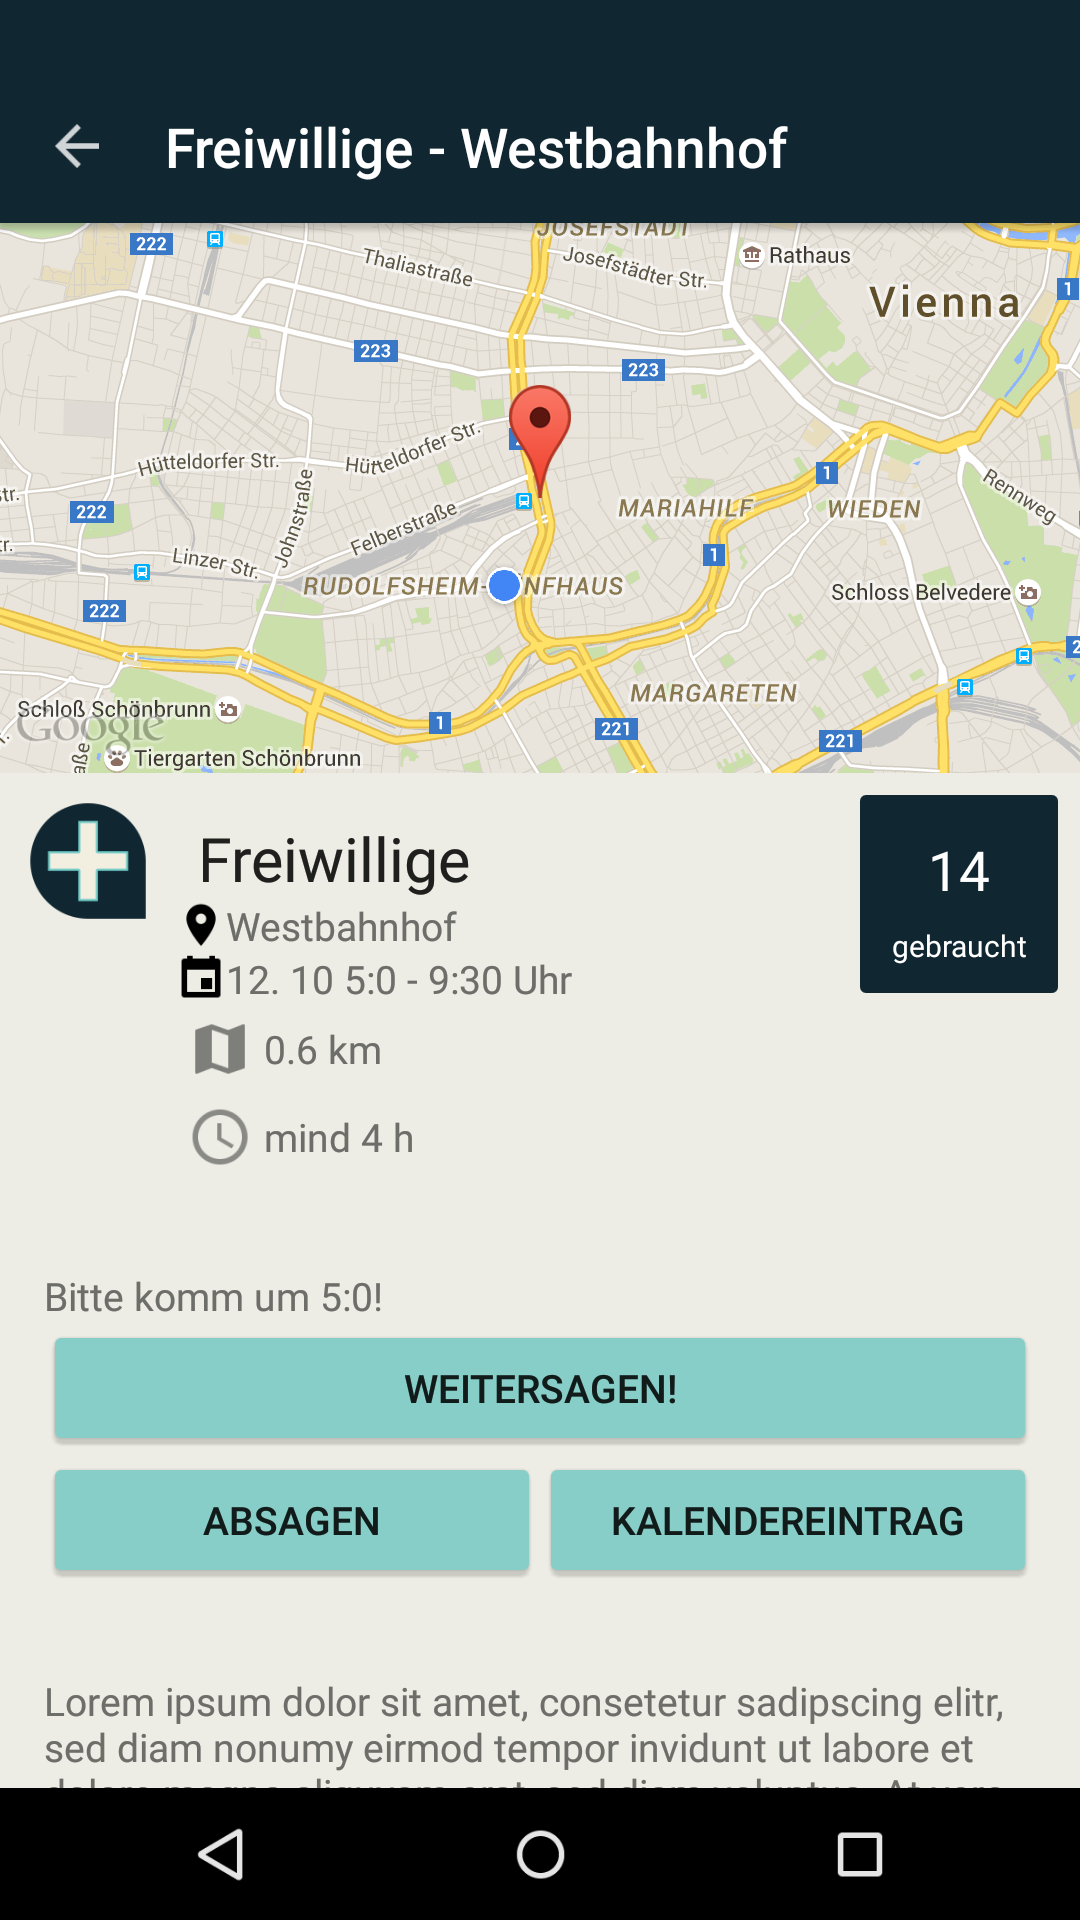 Freiwillige - Westbahnhof
JOSEFSTADT
222
Thaliastraße
Josefstädter Str.
Rathaus
Vienna
1
223
223
Hütteldorfer Str.
Hütteldorfer Str.
1
Rennweg
str.
222
Johnstraße
Felberstraße
MARIAHILF
WIEDEN
tr.
Linzer Str.
1
RUDOLFSHEIM-
NFHAUS
Schloss Belvedere
222
2
MARGARETEN
Schloß Schönbrunn
Google
1
221
221
r.
aße
Tiergarten Schönbrunn
Freiwillige
14
gebraucht
Westbahnhof
12. 10 5:0 - 9:30 Uhr
0.6 km
mind 4 h
Bitte komm um 5:0!
WEITERSAGEN!
ABSAGEN
KALENDEREINTRAG
Lorem ipsum dolor sit amet, consetetur sadipscing elitr,
sed diam nonumy eirmod tempor invidunt ut labore et